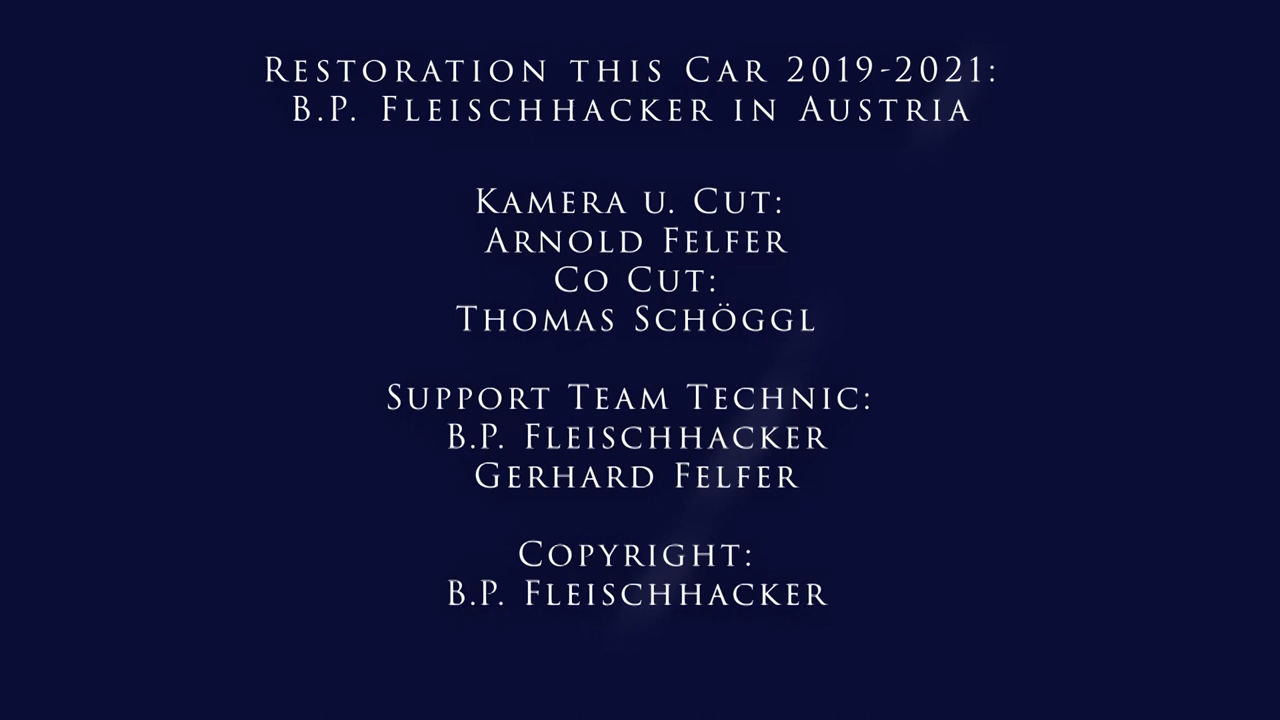 Restoration this Car 2019-2021:
B.P. Fleischhacker in Austria
Kamera u. Cut:
Arnold Felfer
Co Cut:
Thomas Schöggl
Support Team Technic:
B.P. Fleischhacker
Gerhard Felfer
Copyright:
B.P. Fleischhacker